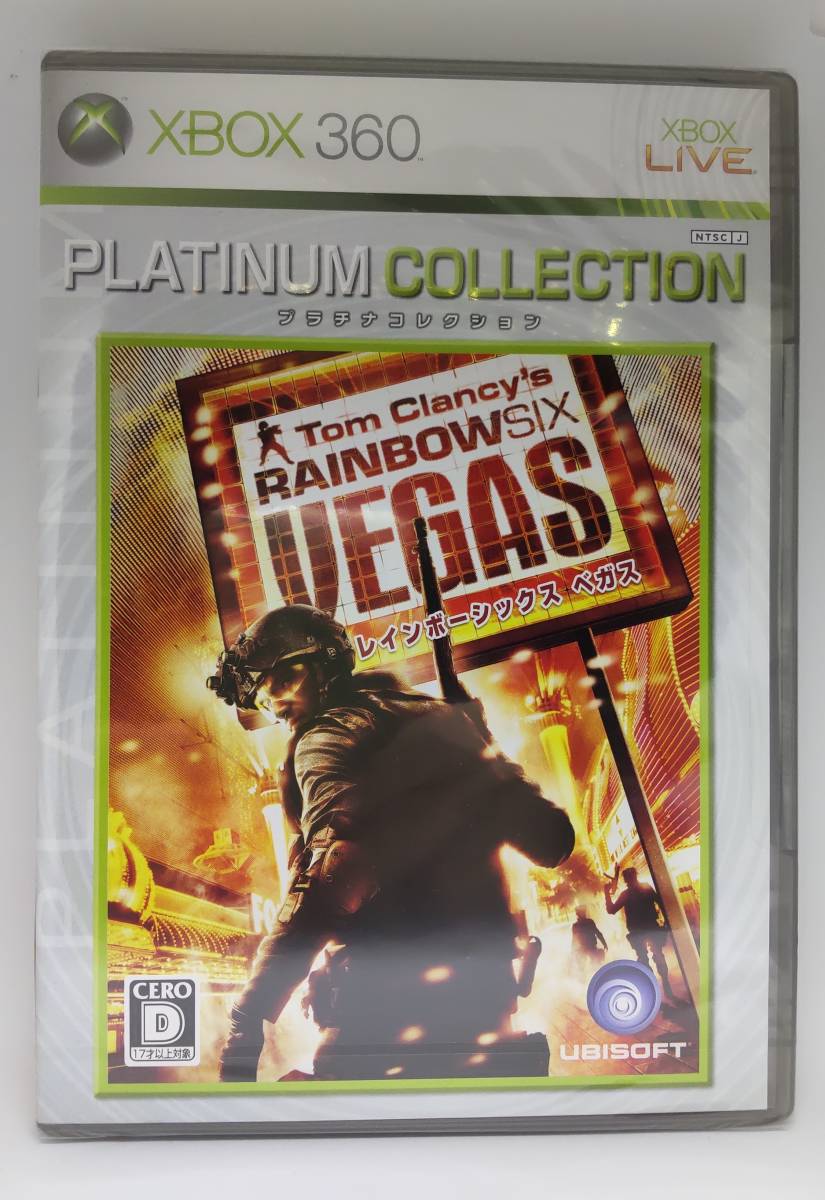 XBOX 360™
XBOX
LIVE
NTSC J
PLATINUM COLLECTION
プラチナコレクション
PLATINUM
Tom Clancy's
RAINBOWSIX
VEGAS
レインボーシックス ベガス
CERO
D
17才以上対象
UBISOFT